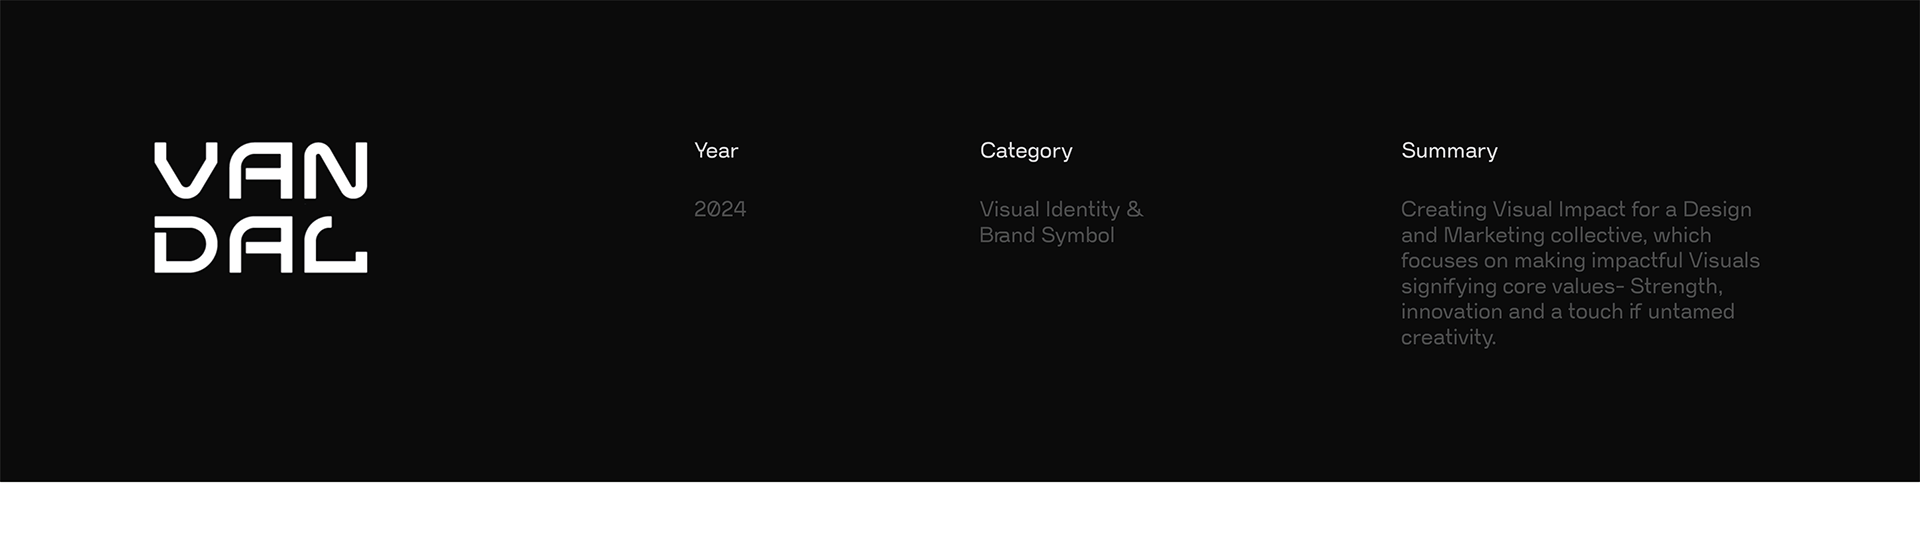 VAN
DAL
Year
2024
Category
Visual Identity &
Brand Symbol
Summary
Creating Visual Impact for a Design
and Marketing collective, which
focuses on making impactful Visuals
signifying core values- Strength,
innovation and a touch if untamed
creativity.